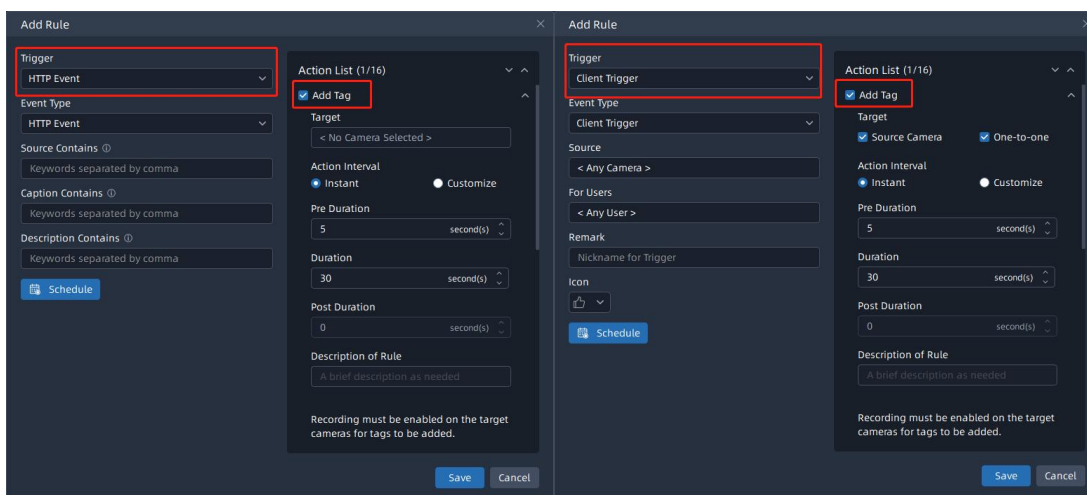 Add Rule
Trigger
HTTP Event
Event Type
HTTP Event
Source Contains ⓘ
Keywords separated by comma
Caption Contains ⓘ
Keywords separated by comma
Description Contains ⓘ
Keywords separated by comma
Schedule
Action List (1/16)
Add Tag
Target
< No Camera Selected >
Action Interval
Instant Customize
Pre Duration
5 second(s)
Duration
30 second(s)
Post Duration
0 second(s)
Description of Rule
A brief description as needed
Recording must be enabled on the target
cameras for tags to be added.
Save Cancel
Add Rule
Trigger
Client Trigger
Event Type
Client Trigger
Source
< Any Camera >
For Users
< Any User >
Remark
Nickname for Trigger
Icon
Schedule
Action List (1/16)
Add Tag
Target
Source Camera One-to-one
Action Interval
Instant Customize
Pre Duration
5 second(s)
Duration
30 second(s)
Post Duration
0 second(s)
Description of Rule
A brief description as needed
Recording must be enabled on the target
cameras for tags to be added.
Save Cancel